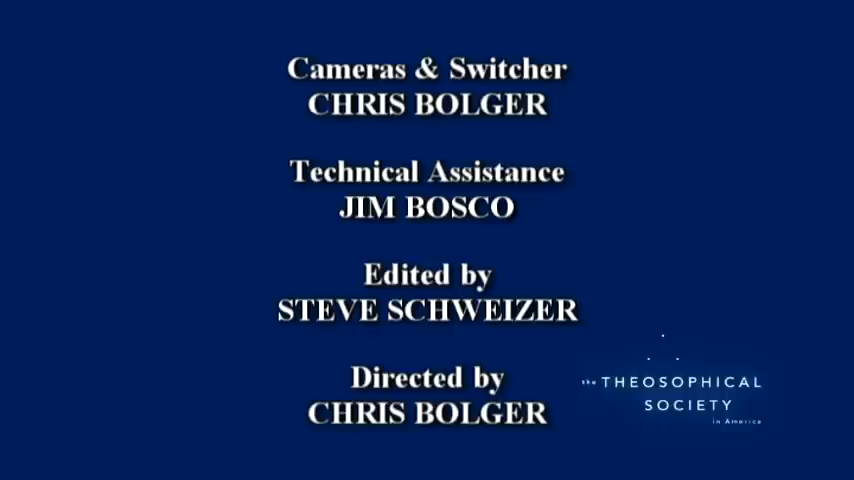 Cameras & Switcher
CHRIS BOLGER
Technical Assistance
JIM BOSCO
Edited by
STEVE SCHWEIZER
Directed by
CHRIS BOLGER
the THEOSOPHICAL
SOCIETY
in America